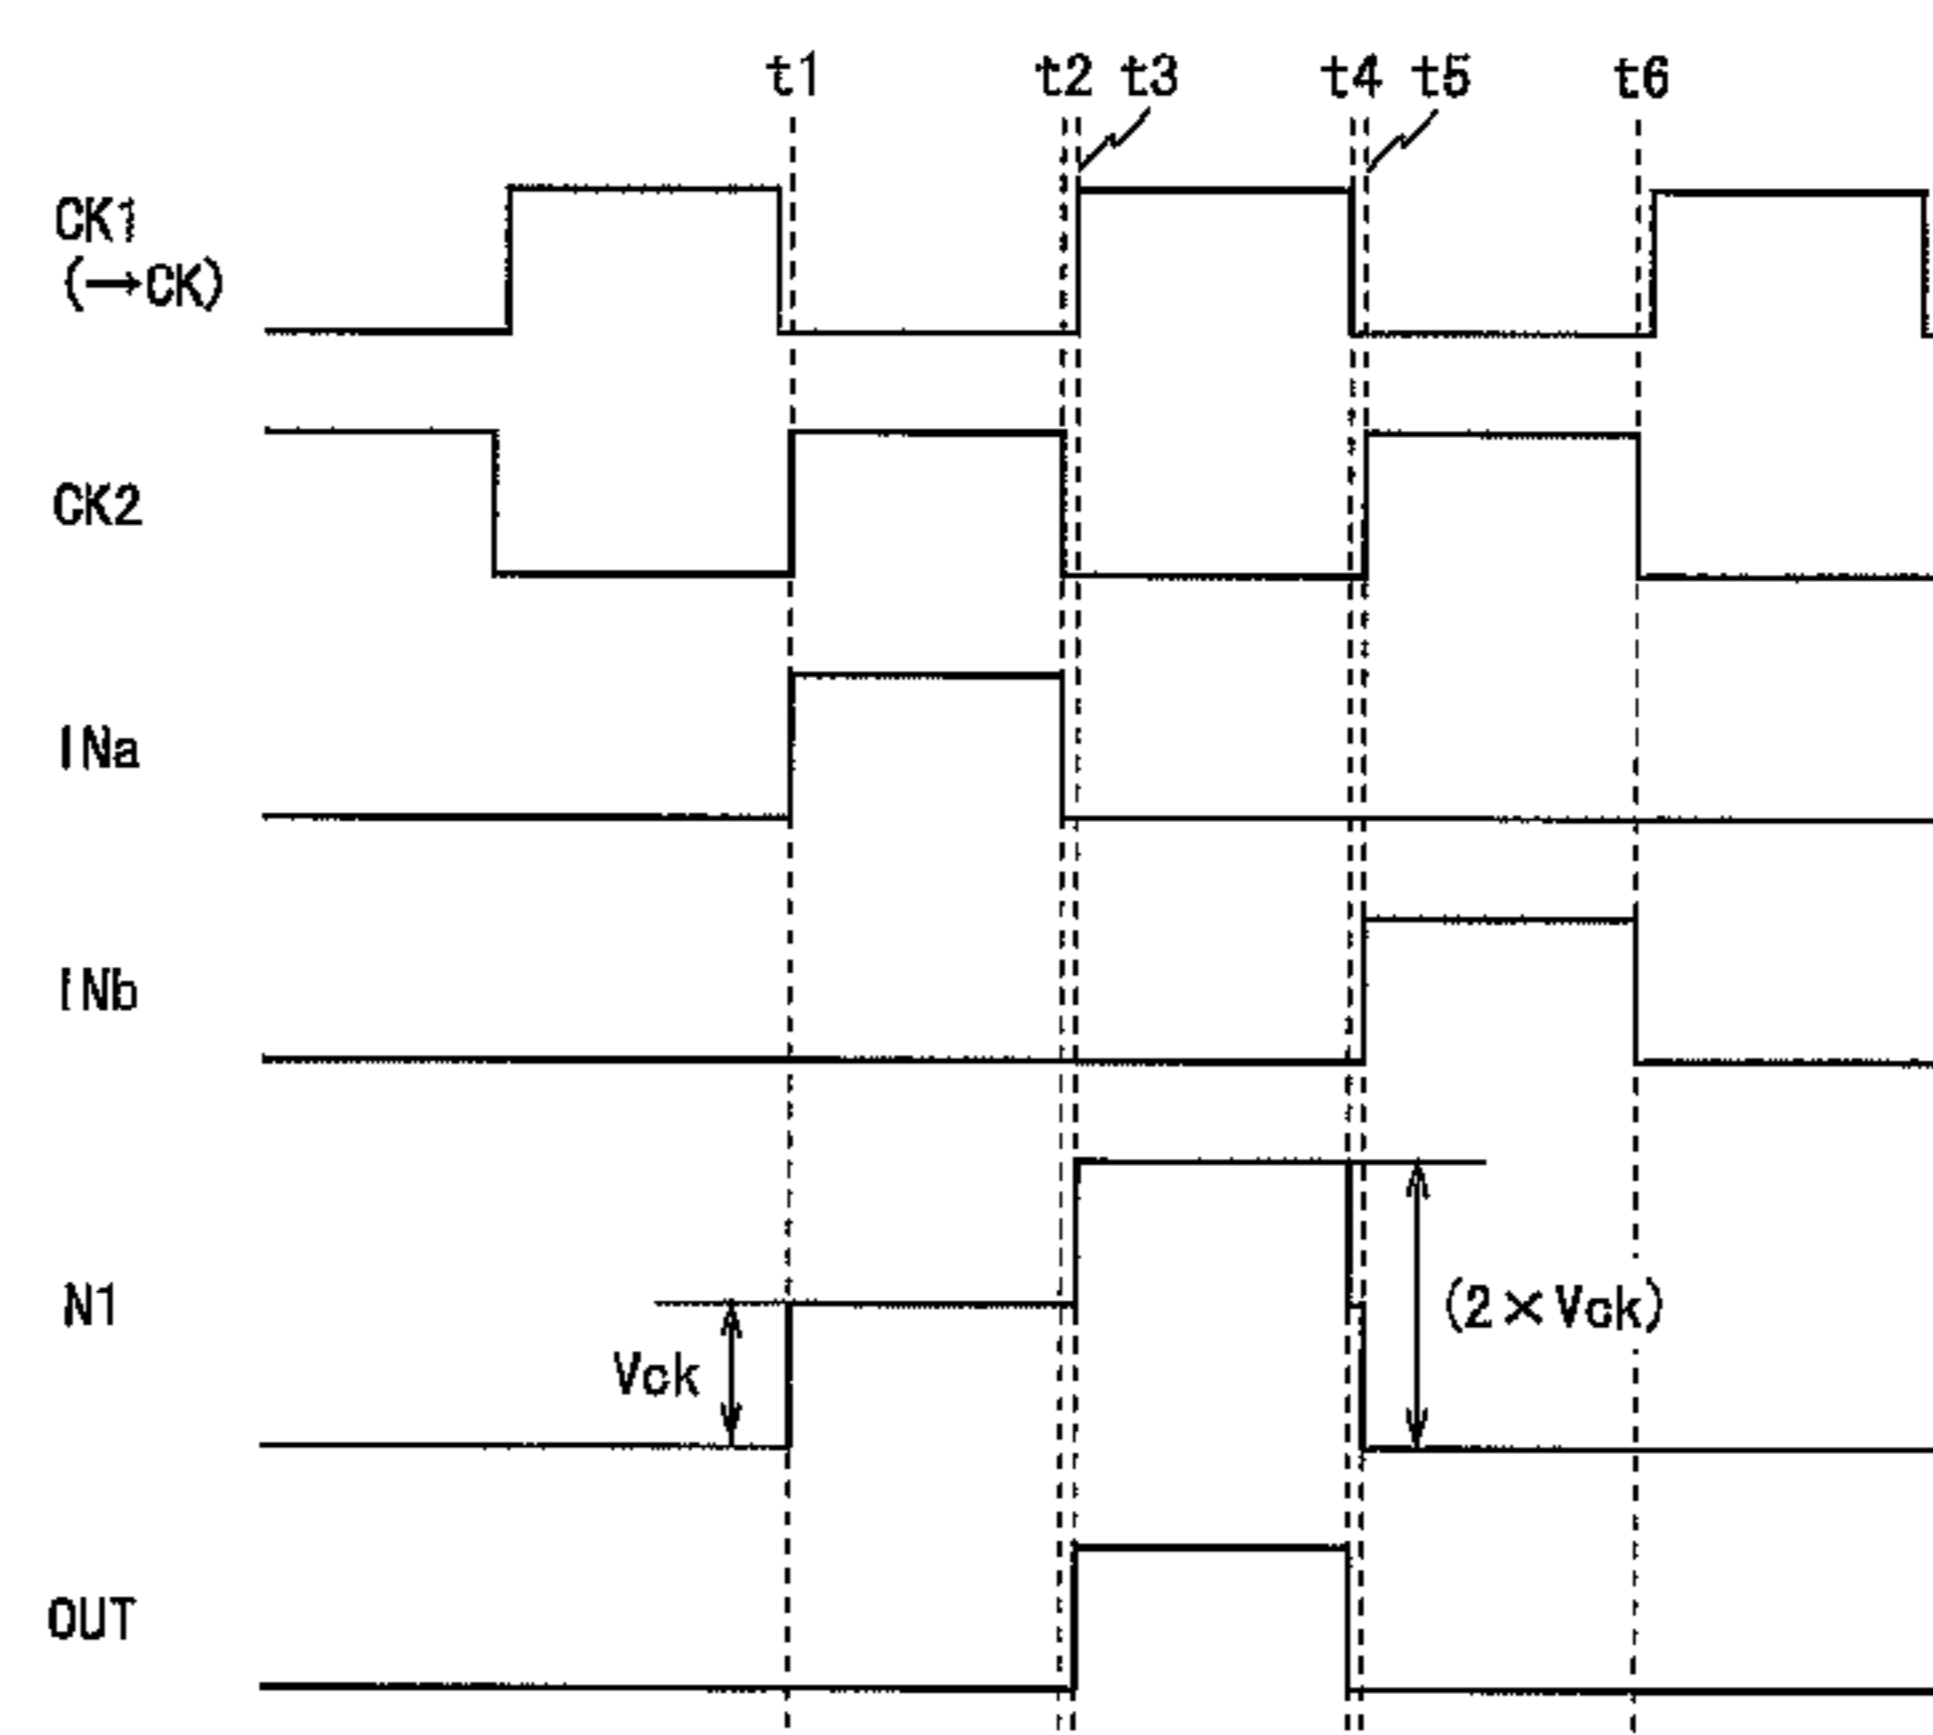 t1 t2 t3 t4 t5 t6
CK1
(→CK)
CK2
INa
INb
N1
Vck
(2×Vck)
OUT